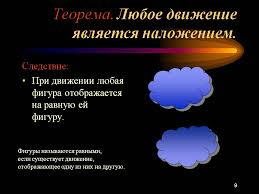 Теорема. Любое движение
является наложением.
Следствие:
• При движении любая
фигура отображается
на равную ей
фигуру.
Фигуры называются равными,
если существует движение,
отображающее одну из них на другую.
9